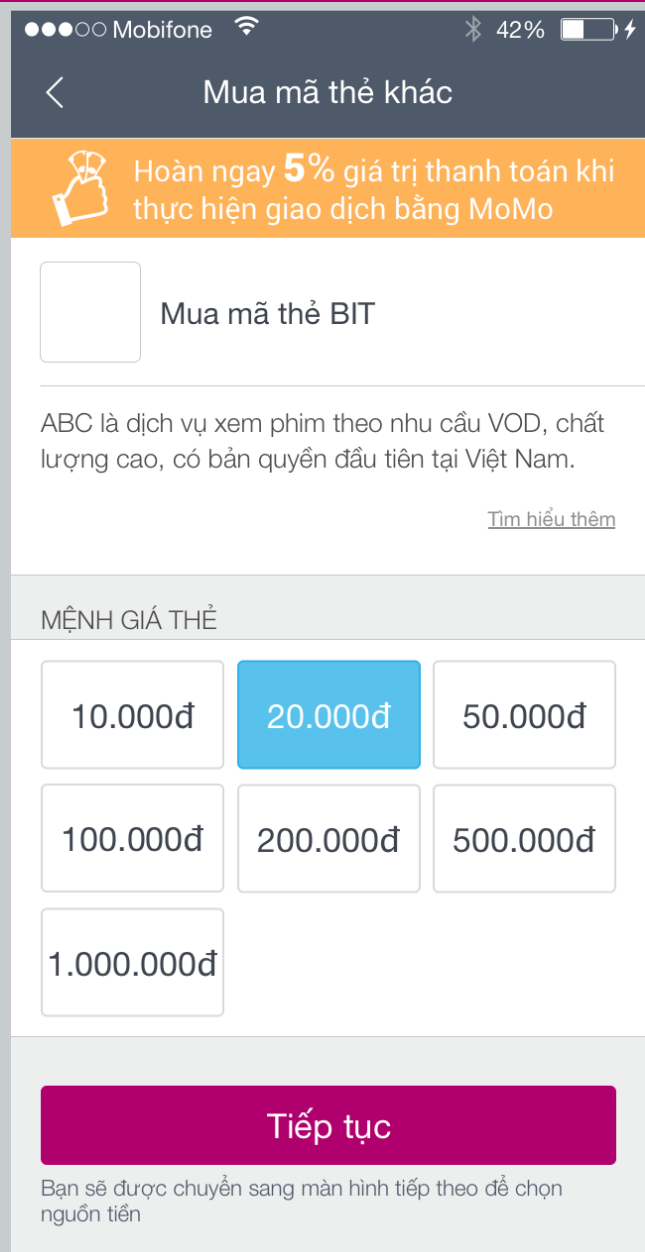 Mobifone 42%
Mua mã thẻ khác
Hoàn ngay 5% giá trị thanh toán khi
thực hiện giao dịch bằng MoMo
Mua mã thẻ BIT
ABC là dịch vụ xem phim theo nhu cầu VOD, chất
lượng cao, có bản quyền đầu tiên tại Việt Nam.
Tìm hiểu thêm
MỆNH GIÁ THẺ
10.000đ 20.000đ 50.000đ
100.000đ 200.000đ 500.000đ
1.000.000đ
Tiếp tục
Bạn sẽ được chuyển sang màn hình tiếp theo để chọn
nguồn tiền